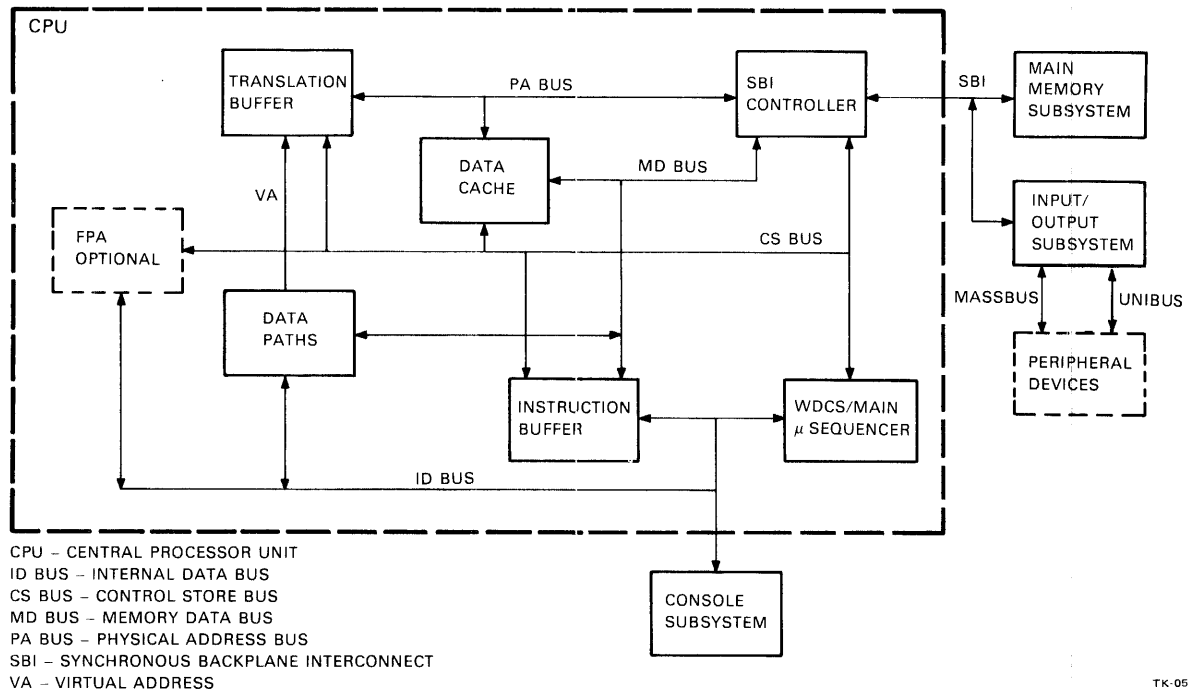 CPU
TRANSLATION
BUFFER
PA BUS
SBI
CONTROLLER
SBI
MAIN
MEMORY
SUBSYSTEM
DATA
CACHE
MD BUS
VA
INPUT/
OUTPUT
SUBSYSTEM
FPA
OPTIONAL
CS BUS
MASSBUS
UNIBUS
DATA
PATHS
PERIPHERAL
DEVICES
INSTRUCTION
BUFFER
WDCS/MAIN
μ SEQUENCER
ID BUS
CONSOLE
SUBSYSTEM
CPU – CENTRAL PROCESSOR UNIT
ID BUS – INTERNAL DATA BUS
CS BUS – CONTROL STORE BUS
MD BUS – MEMORY DATA BUS
PA BUS – PHYSICAL ADDRESS BUS
SBI – SYNCHRONOUS BACKPLANE INTERCONNECT
VA – VIRTUAL ADDRESS
TK-05